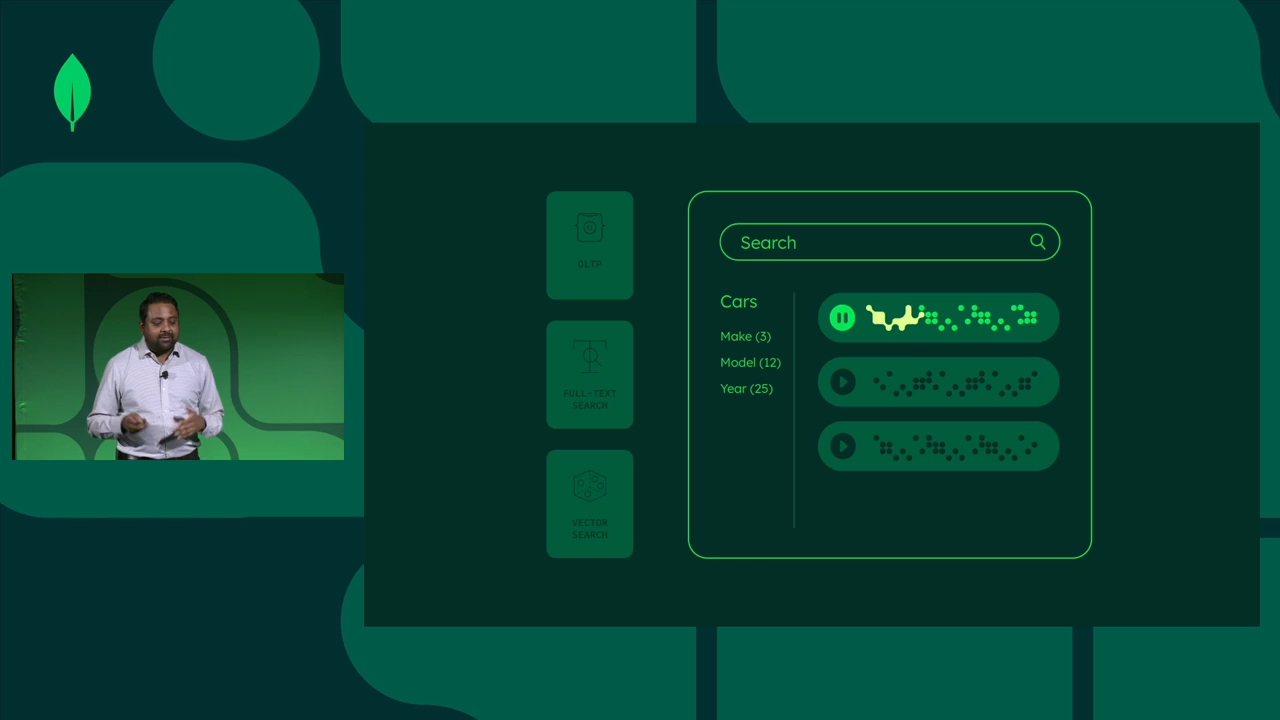 OLTP
FULL-TEXT
SEARCH
VECTOR
SEARCH
Search
Cars
Make (3)
Model (12)
Year (25)